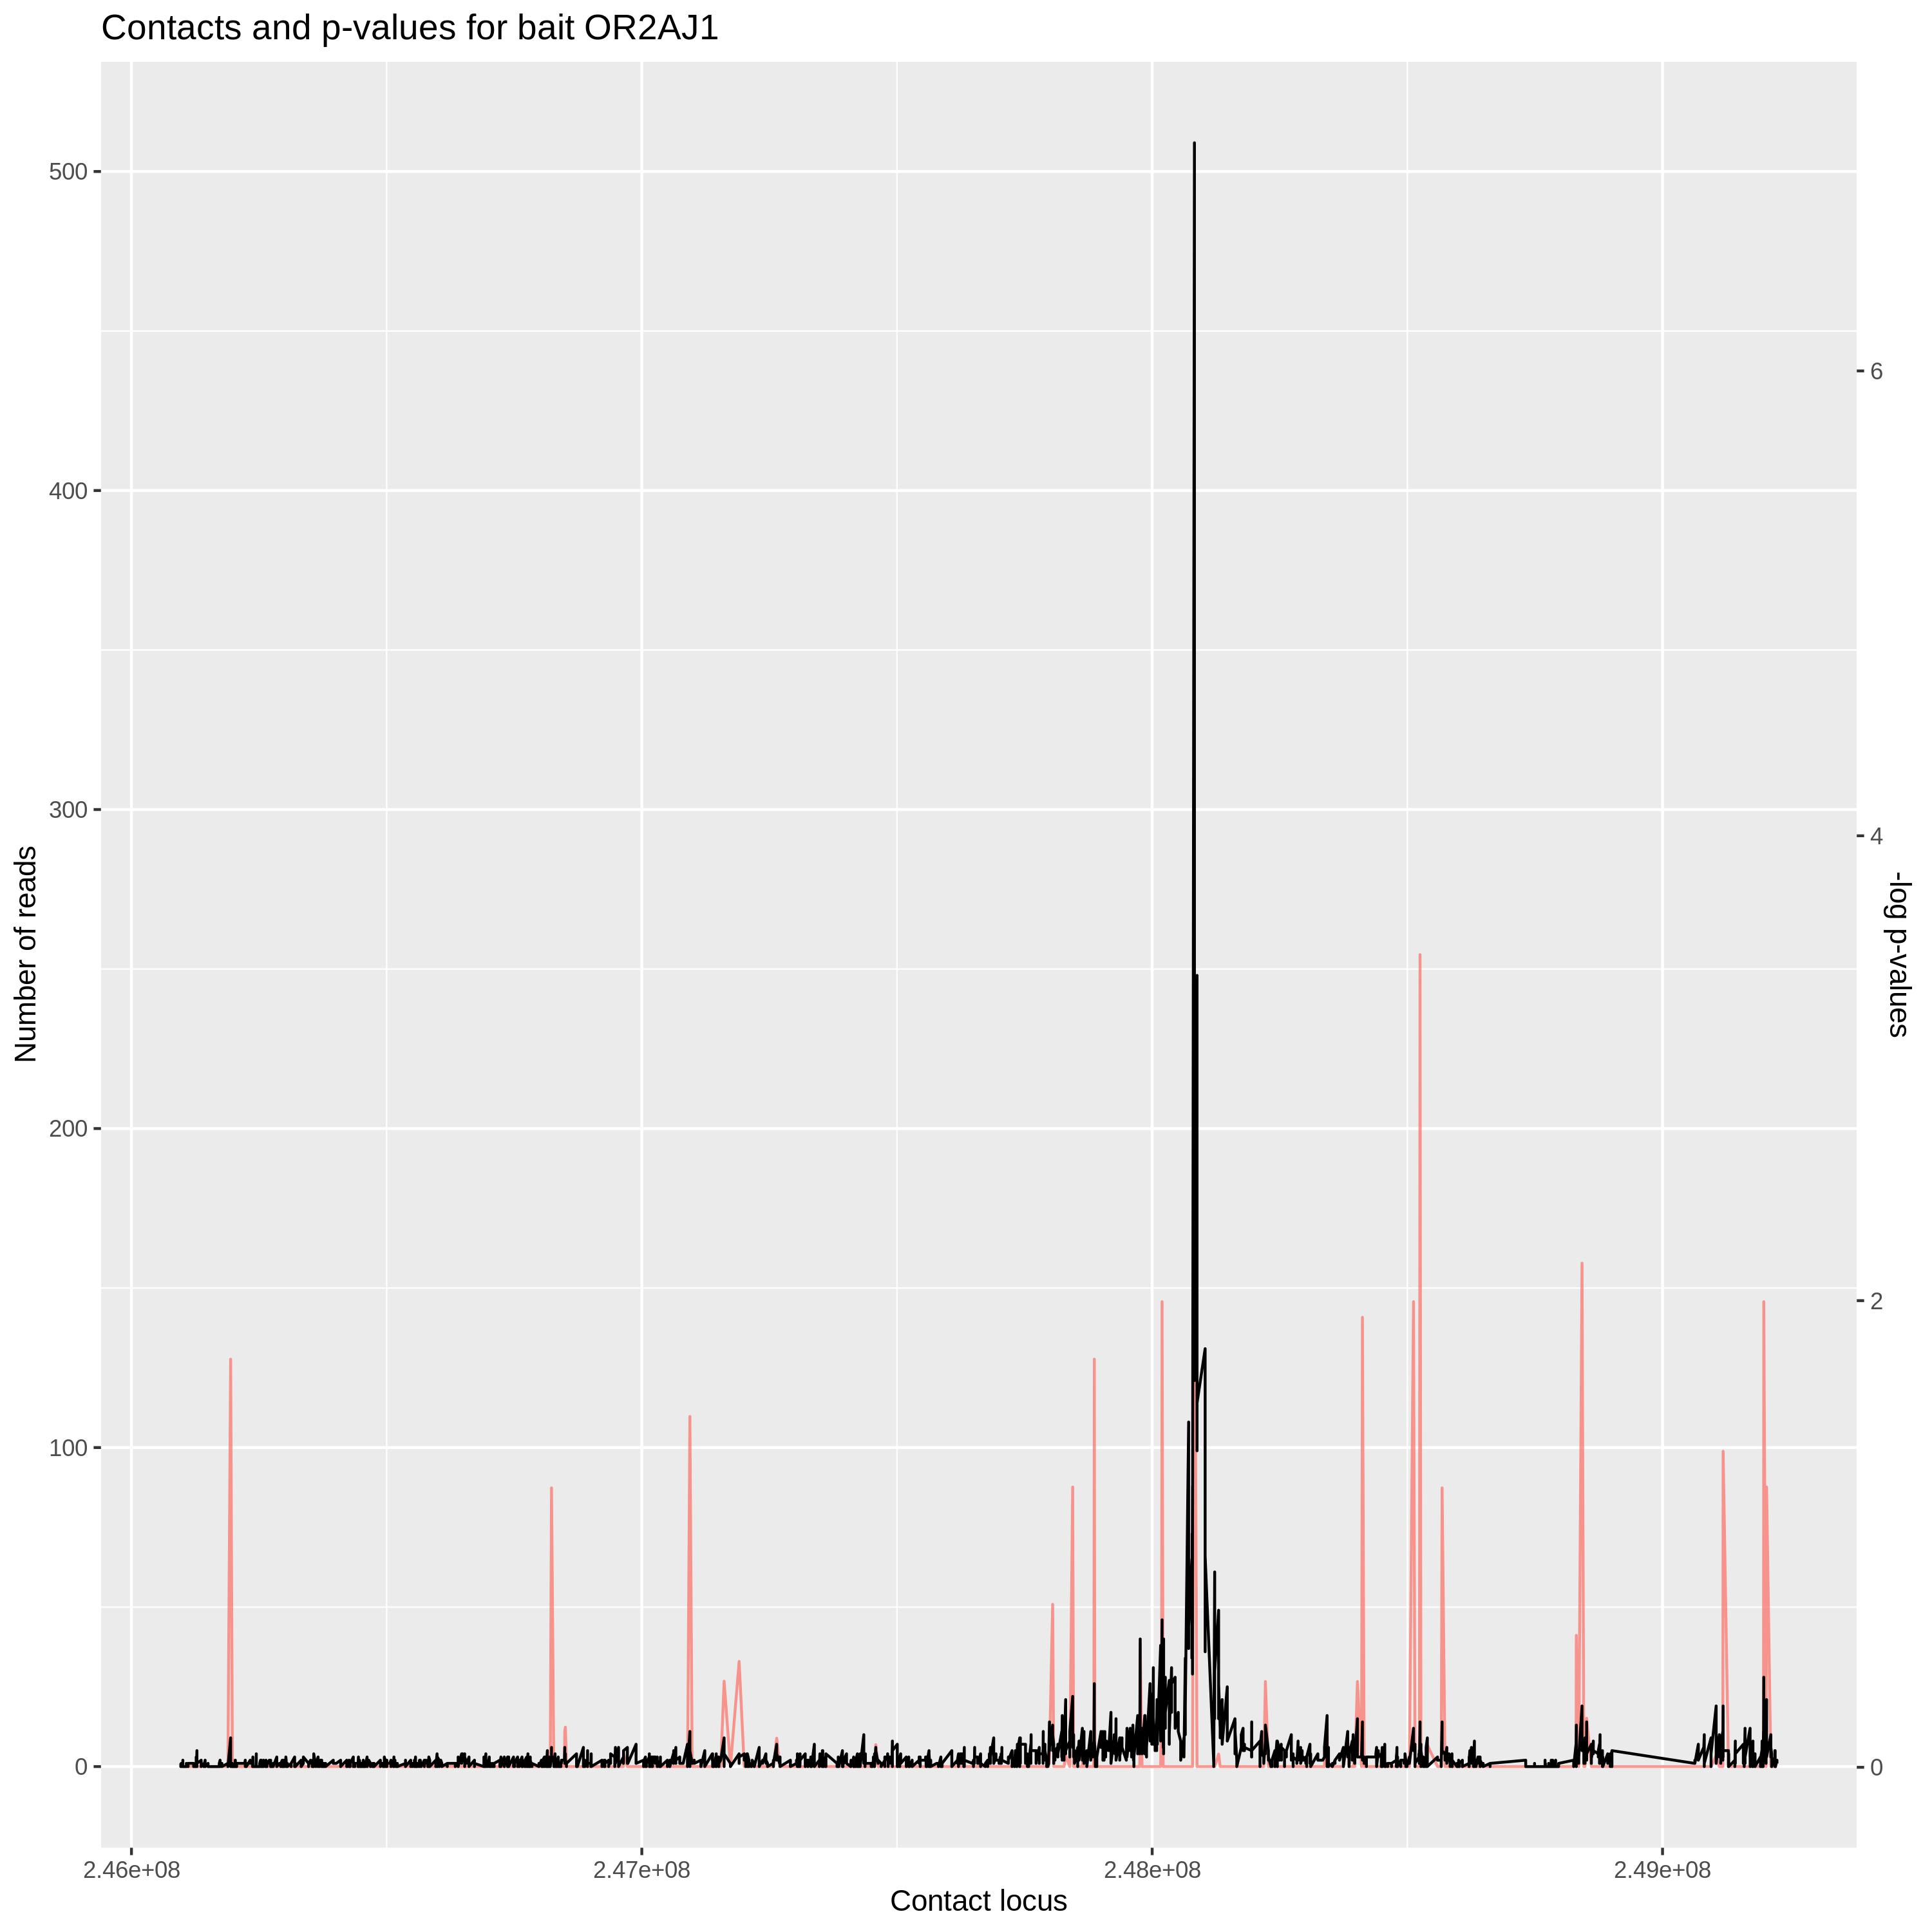 Contacts and p-values for bait OR2AJ1
500
400
300
200
100
0
Number of reads
6
4
2
0
-log p-values
2.46e+08
2.47e+08
2.48e+08
2.49e+08
Contact locus